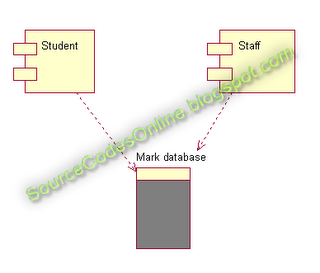 Student
Staff
Mark database
SourceCodesOnline.blogspot.com